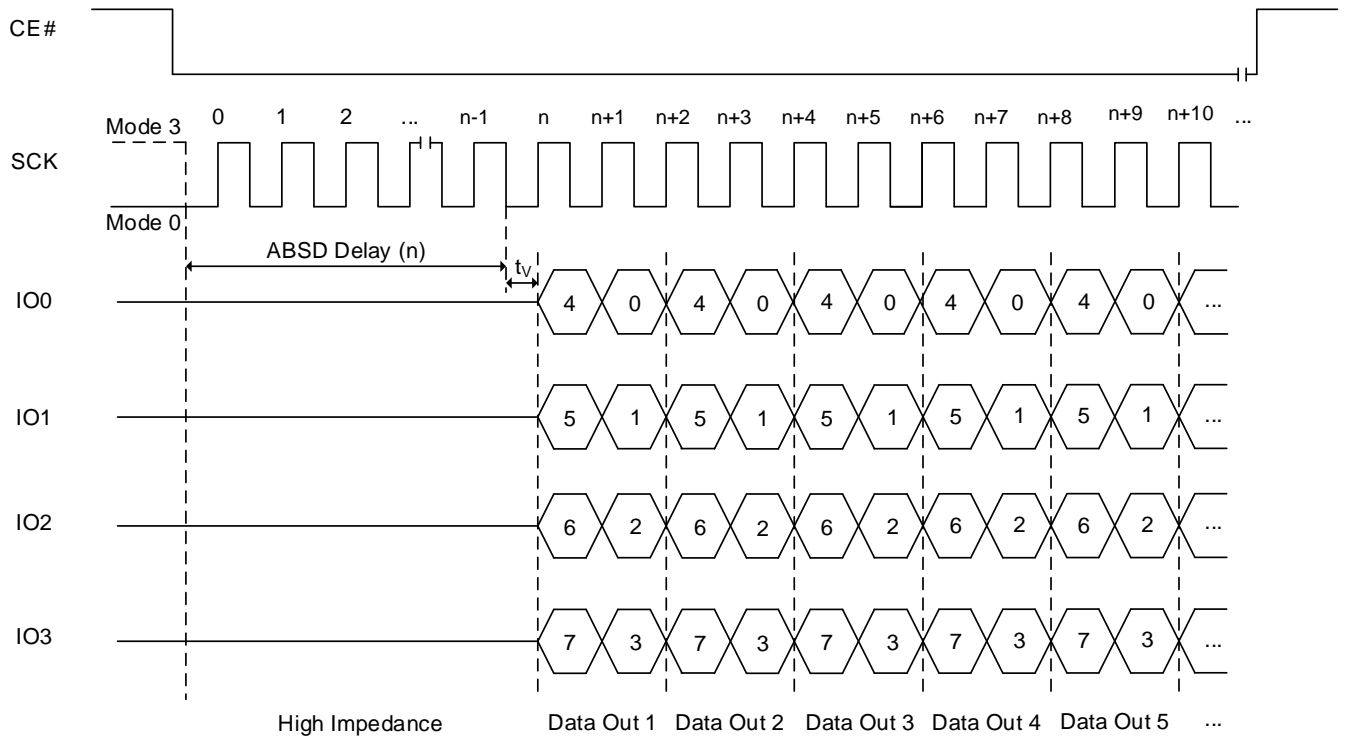 CE#
0 1 2 ... n-1 n n+1 n+2 n+3 n+4 n+5 n+6 n+7 n+8 n+9 n+10 ...
Mode 3
SCK
Mode 0
ABSD Delay (n)
tV
IO0 4 0 4 0 4 0 4 0 4 0 ...
IO1 5 1 5 1 5 1 5 1 5 1 ...
IO2 6 2 6 2 6 2 6 2 6 2 ...
IO3 7 3 7 3 7 3 7 3 7 3 ...
High Impedance Data Out 1 Data Out 2 Data Out 3 Data Out 4 Data Out 5 ...